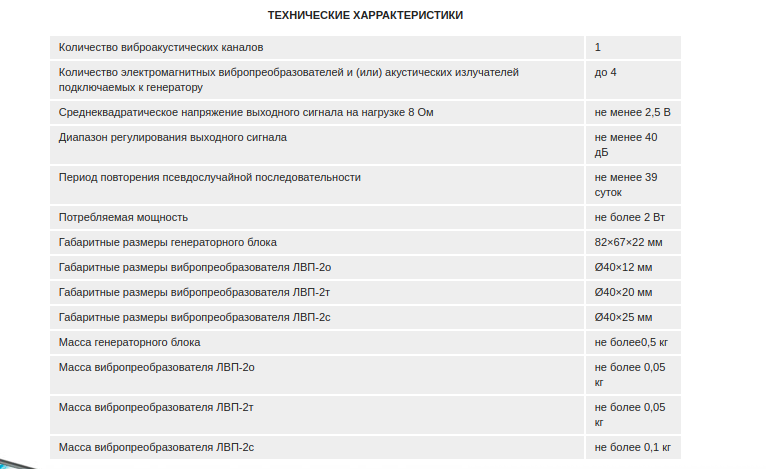 ТЕХНИЧЕСКИЕ ХАРРАКТЕРИСТИКИ
Количество виброакустических каналов 1
Количество электромагнитных вибропреобразователей и (или) акустических излучателей до 4
подключаемых к генератору
Среднеквадратическое напряжение выходного сигнала на нагрузке 8 Ом не менее 2,5 В
Диапазон регулирования выходного сигнала не менее 40
дБ
Период повторения псевдослучайной последовательности не менее 39
суток
Потребляемая мощность не более 2 Вт
Габаритные размеры генераторного блока 82×67×22 мм
Габаритные размеры вибропреобразователя ЛВП-2о Ø40×12 мм
Габаритные размеры вибропреобразователя ЛВП-2т Ø40×20 мм
Габаритные размеры вибропреобразователя ЛВП-2с Ø40×25 мм
Масса генераторного блока не более0,5 кг
Масса вибропреобразователя ЛВП-2о не более 0,05
кг
Масса вибропреобразователя ЛВП-2т не более 0,05
кг
Масса вибропреобразователя ЛВП-2с не более 0,1 кг